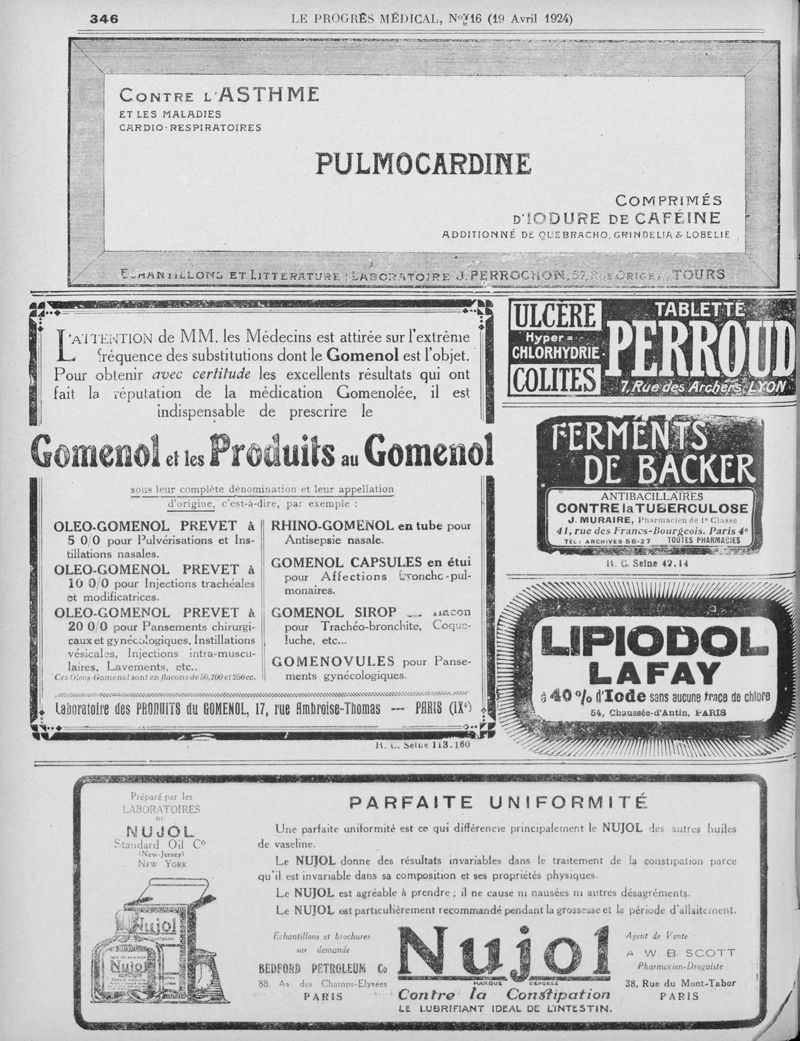 346
LE PROGRÈS MÉDICAL, No 16 (19 Avril 1924)
CONTRE L'ASTHME
ET LES MALADIES
CARDIO-RESPIRATOIRES
PULMOCARDINE
COMPRIMÉS
D'IODURE DE CAFÉINE
ADDITIONNÉ DE QUEBRACHO, GRINDELIA & LOBELIE
ECHANTILLONS ET LITTÉRATURE : LABORATOIRE J. PERROCHON, 57, RUE ORIGET, TOURS
L'ATTENTION de MM. les Médecins est attirée sur l'extrême
fréquence des substitutions dont le Gomenol est l'objet.
Pour obtenir avec certitude les excellents résultats qui ont
fait la réputation de la médication Gomenolée, il est
indispensable de prescrire le
Gomenol et les Produits au Gomenol
sous leur complète dénomination et leur appellation
d'origine, c'est-à-dire, par exemple :
OLEO-GOMENOL PREVET à
5 0/0 pour Pulvérisations et Ins-
tillations nasales.
OLEO-GOMENOL PREVET à
10 0/0 pour Injections trachéales
et modificatrices.
OLEO-GOMENOL PREVET à
20 0/0 pour Pansements chirurgi-
caux et gynécologiques, Instillations
vésicales, Injections intra-muscu-
laires, Lavements, etc..
Ces Oleos-Gomenol sont en flacons de 50, 100 et 250 cc.
RHINO-GOMENOL en tube pour
Antisepsie nasale.
GOMENOL CAPSULES en étui
pour Affections broncho-pul-
monaires.
GOMENOL SIROP flacon
pour Trachéo-bronchite, Coque-
luche, etc...
GOMENOVULES pour Panse-
ments gynécologiques.
Laboratoire des PRODUITS du GOMENOL, 17, rue Ambroise-Thomas — PARIS (IXe)
R. C. Seine 113.160
ULCÈRE
Hyper=
CHLORHYDRIE.
COLITES
TABLETTE
PERROUD
7, Rue des Archers, LYON
FERMENTS
DE BACKER
ANTIBACILLAIRES
CONTRE la TUBERCULOSE
J. MURAIRE, Pharmacien de 1e Classe
41, rue des Francs-Bourgeois. Paris 4e
TÉL : ARCHIVES 56-27 TOUTES PHARMACIES
R. C. Seine 42.14
LIPIODOL
LAFAY
à 40 % d'Iode sans aucune trace de chlore
54, Chaussée-d'Antin, PARIS
Préparé par les
LABORATOIRES
DU
NUJOL
Standard Oil Co
(New-Jersey)
NEW YORK
Nujol
Nujol
PARFAITE UNIFORMITÉ
Une parfaite uniformité est ce qui différencie principalement le NUJOL des autres huiles
de vaseline.
Le NUJOL donne des résultats invariables dans le traitement de la constipation parce
qu'il est invariable dans sa composition et ses propriétés physiques.
Le NUJOL est agréable à prendre ; il ne cause ni nausées ni autres désagréments.
Le NUJOL est particulièrement recommandé pendant la grossesse et la période d'allaitement.
Echantillons et brochures
sur demande
BEDFORD PETROLEUM Co
88. Av. des Champs-Elysées
PARIS
Nujol
MARQUE DÉPOSÉE
Contre la Constipation
LE LUBRIFIANT IDÉAL DE L'INTESTIN.
Agent de Vente
A W. B. SCOTT
Pharmacien-Droguiste
38, Rue du Mont-Tabor
PARIS